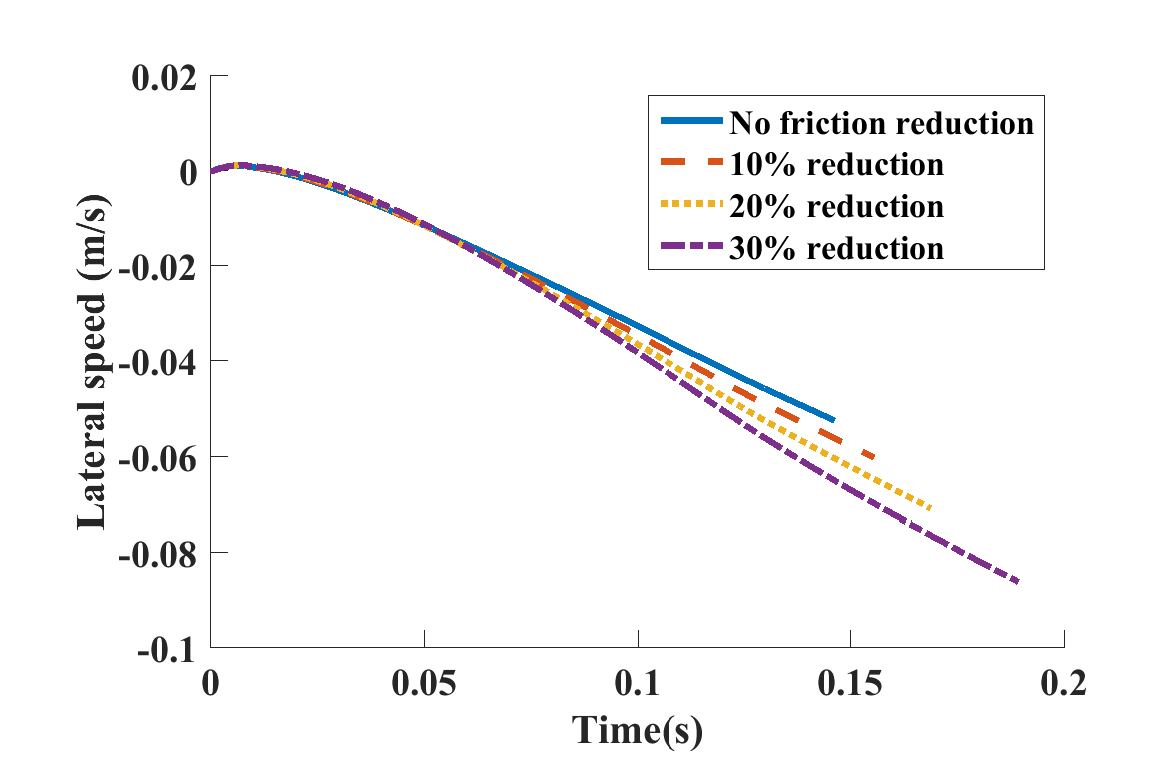 0.02
0
-0.02
-0.04
-0.06
-0.08
-0.1
Lateral speed (m/s)
No friction reduction
10% reduction
20% reduction
30% reduction
0
0.05
0.1
0.15
0.2
Time(s)